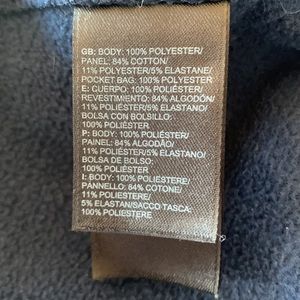 GB: BODY: 100% POLYESTER/
PANEL: 84% COTTON/
11% POLYESTER/5% ELASTANE/
POCKET BAG: 100% POLYESTER
E: CUERPO: 100% POLIÉSTER/
REVESTIMIENTO: 84% ALGODÓN/
11% POLIÉSTER/5% ELASTANO/
BOLSA CON BOLSILLO:
100% POLIÉSTER
P: BODY: 100% POLIÉSTER/
PAINEL: 84% ALGODÃO/
11% POLIÉSTER/5% ELASTANO/
BOLSA DE BOLSO:
100% POLIÉSTER
I: BODY: 100% POLIESTERE/
PANNELLO: 84% COTONE/
11% POLIESTERE/
5% ELASTAN/SACCO TASCA:
100% POLIESTERE